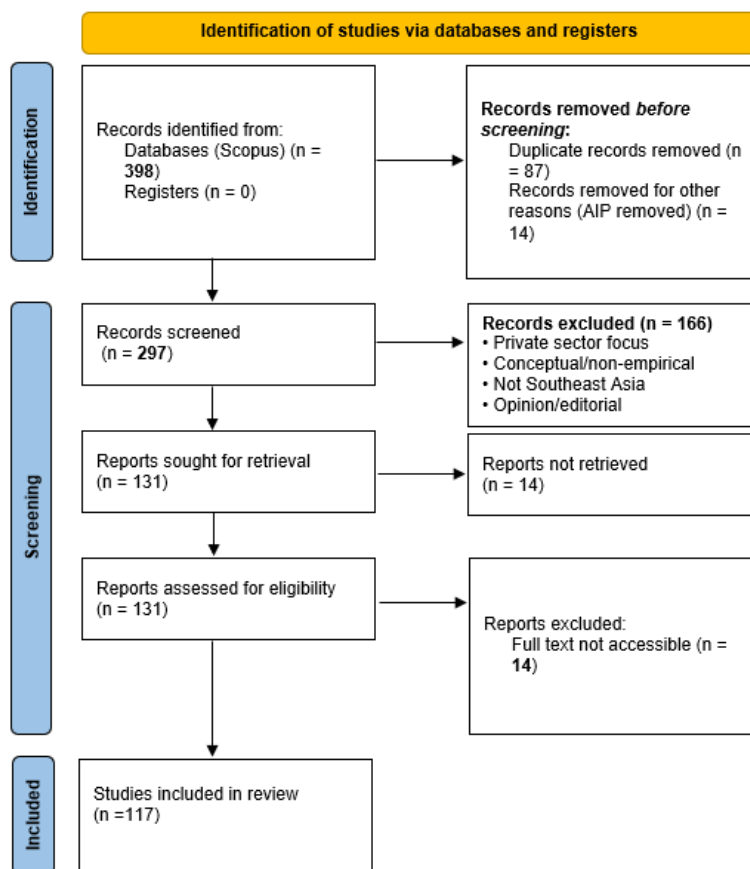 Identification of studies via databases and registers
Identification
Records identified from:
Databases (Scopus) (n =
398)
Registers (n = 0)
Records removed before
screening:
Duplicate records removed (n
= 87)
Records removed for other
reasons (AIP removed) (n =
14)
Screening
Records screened
(n = 297)
Records excluded (n = 166)
• Private sector focus
• Conceptual/non-empirical
• Not Southeast Asia
• Opinion/editorial
Reports sought for retrieval
(n = 131)
Reports not retrieved
(n = 14)
Reports assessed for eligibility
(n = 131)
Reports excluded:
Full text not accessible (n =
14)
Included
Studies included in review
(n =117)